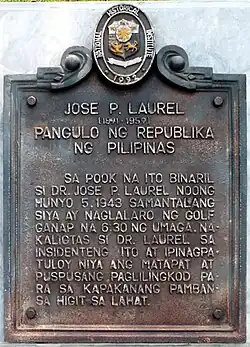 NATIONAL HISTORICAL INSTITUTE
1933
JOSE P. LAUREL
(1891-1959)
PANGULO NG REPUBLIKA
NG PILIPINAS
SA POOK NA ITO BINARIL
SI DR. JOSE P. LAUREL NOONG
HUNYO 5, 1943 SAMANTALANG
SIYA AY NAGLALARO NG GOLF
GANAP NA 6:30 NG UMAGA. NA-
KALIGTAS SI DR. LAUREL SA
INSIDENTENG ITO AT IPINAGPA-
TULOY NIYA ANG MATAPAT AT
PUSPUSANG PAGLILINGKOD PA-
RA SA KAPAKANANG PAMBAN-
SA HIGIT SA LAHAT.